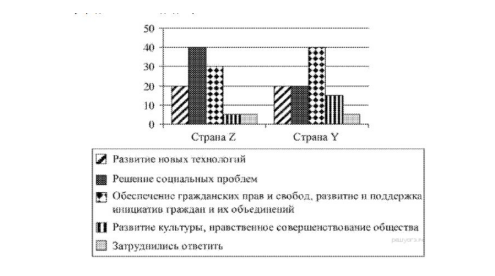 50
40
30
20
10
0
Страна Z Страна Y
Развитие новых технологий
Решение социальных проблем
Обеспечение гражданских прав и свобод, развитие и поддержка
инициатив граждан и их объединений
Развитие культуры, нравственное совершенствование общества
Затруднились ответить